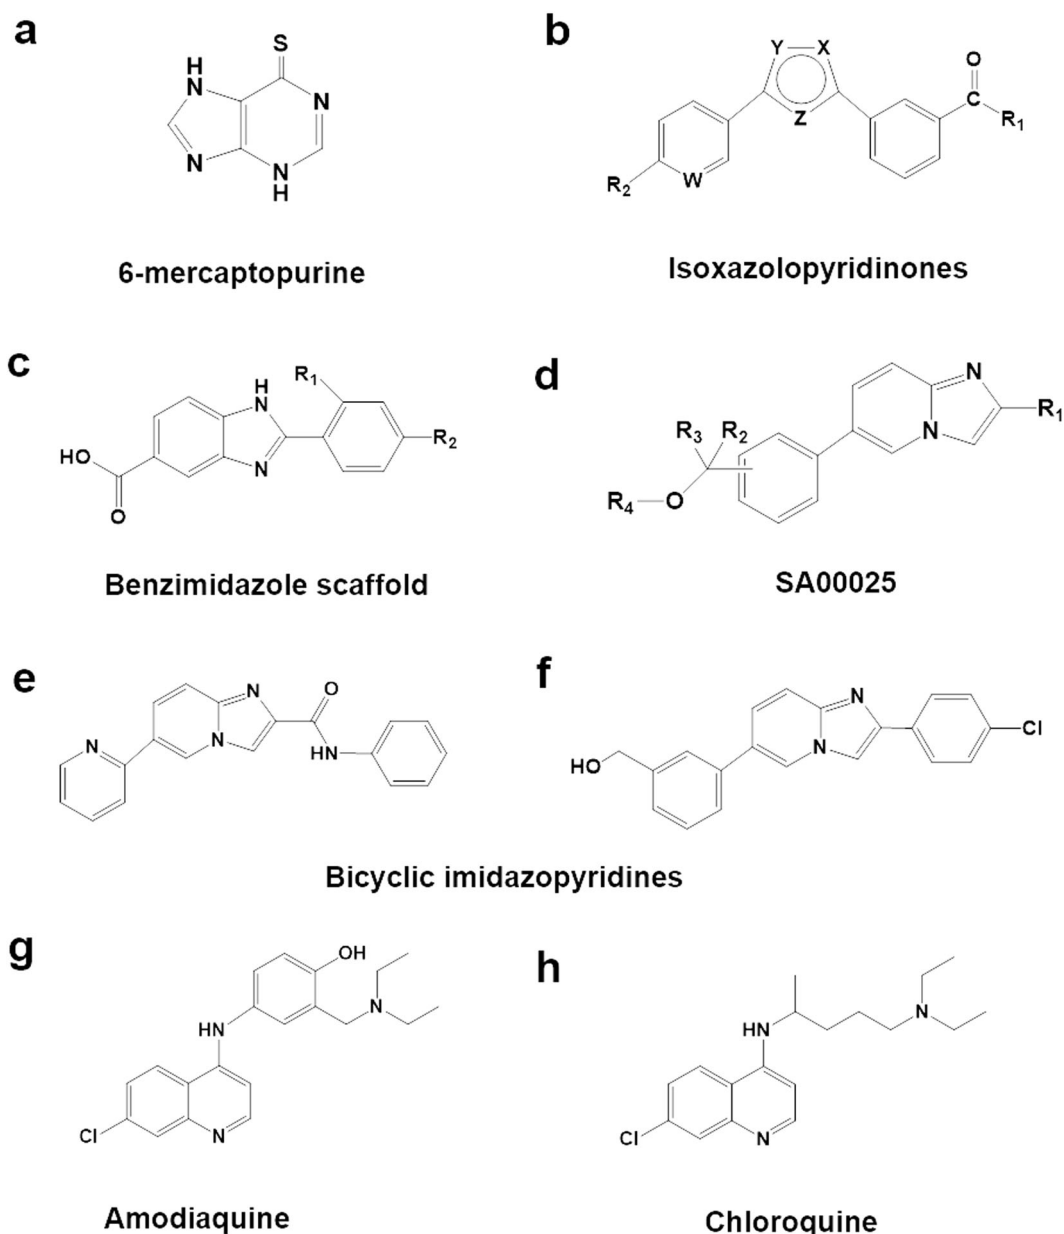 a
S
H
N
N
N
N
H
6-mercaptopurine
b
Y X
Z
O
C
R1
W
R2
Isoxazolopyridinones
c
R1
H
N
N
R2
HO
O
Benzimidazole scaffold
d
N
R1
N
R3 R2
R4 O
SA00025
e
N
O
N
N
NH
f
N
N
Cl
HO
Bicyclic imidazopyridines
g
OH
N
HN
Cl
N
Amodiaquine
h
HN
N
Cl
N
Chloroquine